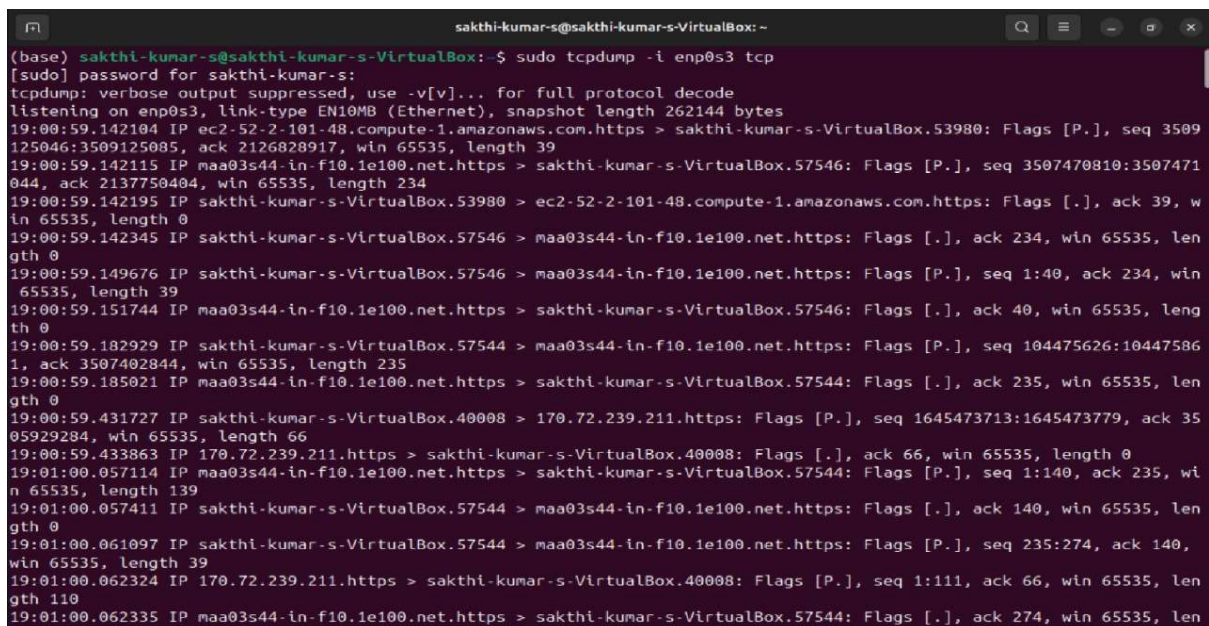 sakthi-kumar-s@sakthi-kumar-s-VirtualBox: ~
(base) sakthi-kumar-s@sakthi-kumar-s-VirtualBox:~$ sudo tcpdump -i enp0s3 tcp
[sudo] password for sakthi-kumar-s:
tcpdump: verbose output suppressed, use -v[v]... for full protocol decode
listening on enp0s3, link-type EN10MB (Ethernet), snapshot length 262144 bytes
19:00:59.142104 IP ec2-52-2-101-48.compute-1.amazonaws.com.https > sakthi-kumar-s-VirtualBox.53980: Flags [P.], seq 3509
125046:3509125085, ack 2126828917, win 65535, length 39
19:00:59.142115 IP maa03s44-in-f10.1e100.net.https > sakthi-kumar-s-VirtualBox.57546: Flags [P.], seq 3507470810:3507471
044, ack 2137750404, win 65535, length 234
19:00:59.142195 IP sakthi-kumar-s-VirtualBox.53980 > ec2-52-2-101-48.compute-1.amazonaws.com.https: Flags [.], ack 39, w
in 65535, length 0
19:00:59.142345 IP sakthi-kumar-s-VirtualBox.57546 > maa03s44-in-f10.1e100.net.https: Flags [.], ack 234, win 65535, len
gth 0
19:00:59.149676 IP sakthi-kumar-s-VirtualBox.57546 > maa03s44-in-f10.1e100.net.https: Flags [P.], seq 1:40, ack 234, win
 65535, length 39
19:00:59.151744 IP maa03s44-in-f10.1e100.net.https > sakthi-kumar-s-VirtualBox.57546: Flags [.], ack 40, win 65535, leng
th 0
19:00:59.182929 IP sakthi-kumar-s-VirtualBox.57544 > maa03s44-in-f10.1e100.net.https: Flags [P.], seq 104475626:10447586
1, ack 3507402844, win 65535, length 235
19:00:59.185021 IP maa03s44-in-f10.1e100.net.https > sakthi-kumar-s-VirtualBox.57544: Flags [.], ack 235, win 65535, len
gth 0
19:00:59.431727 IP sakthi-kumar-s-VirtualBox.40008 > 170.72.239.211.https: Flags [P.], seq 1645473713:1645473779, ack 35
05929284, win 65535, length 66
19:00:59.433863 IP 170.72.239.211.https > sakthi-kumar-s-VirtualBox.40008: Flags [.], ack 66, win 65535, length 0
19:01:00.057114 IP maa03s44-in-f10.1e100.net.https > sakthi-kumar-s-VirtualBox.57544: Flags [P.], seq 1:140, ack 235, wi
n 65535, length 139
19:01:00.057411 IP sakthi-kumar-s-VirtualBox.57544 > maa03s44-in-f10.1e100.net.https: Flags [.], ack 140, win 65535, len
gth 0
19:01:00.061097 IP sakthi-kumar-s-VirtualBox.57544 > maa03s44-in-f10.1e100.net.https: Flags [P.], seq 235:274, ack 140,
win 65535, length 39
19:01:00.062324 IP 170.72.239.211.https > sakthi-kumar-s-VirtualBox.40008: Flags [P.], seq 1:111, ack 66, win 65535, len
gth 110
19:01:00.062335 IP maa03s44-in-f10.1e100.net.https > sakthi-kumar-s-VirtualBox.57544: Flags [.], ack 274, win 65535, len